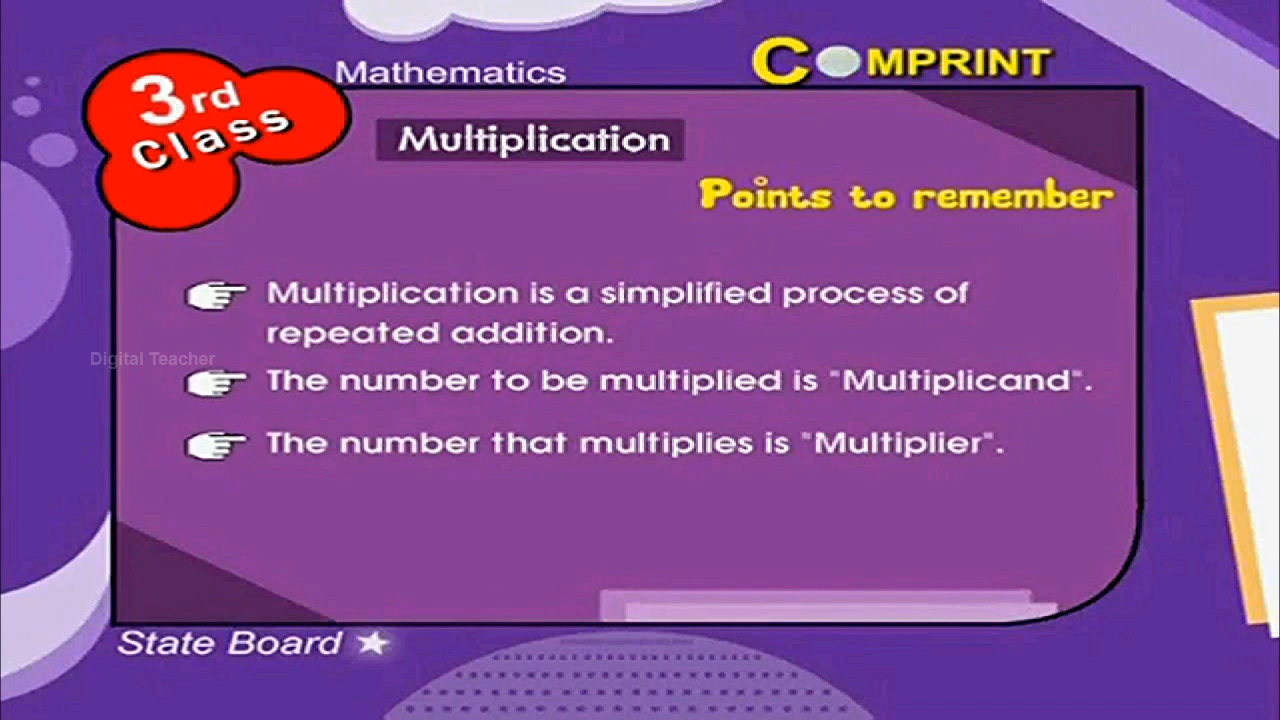 Mathematics
COMPRINT
3rd
Class
Multiplication
Points to remember
Multiplication is a simplified process of
repeated addition.
Digital Teacher
The number to be multiplied is "Multiplicand".
The number that multiplies is "Multiplier".
State Board